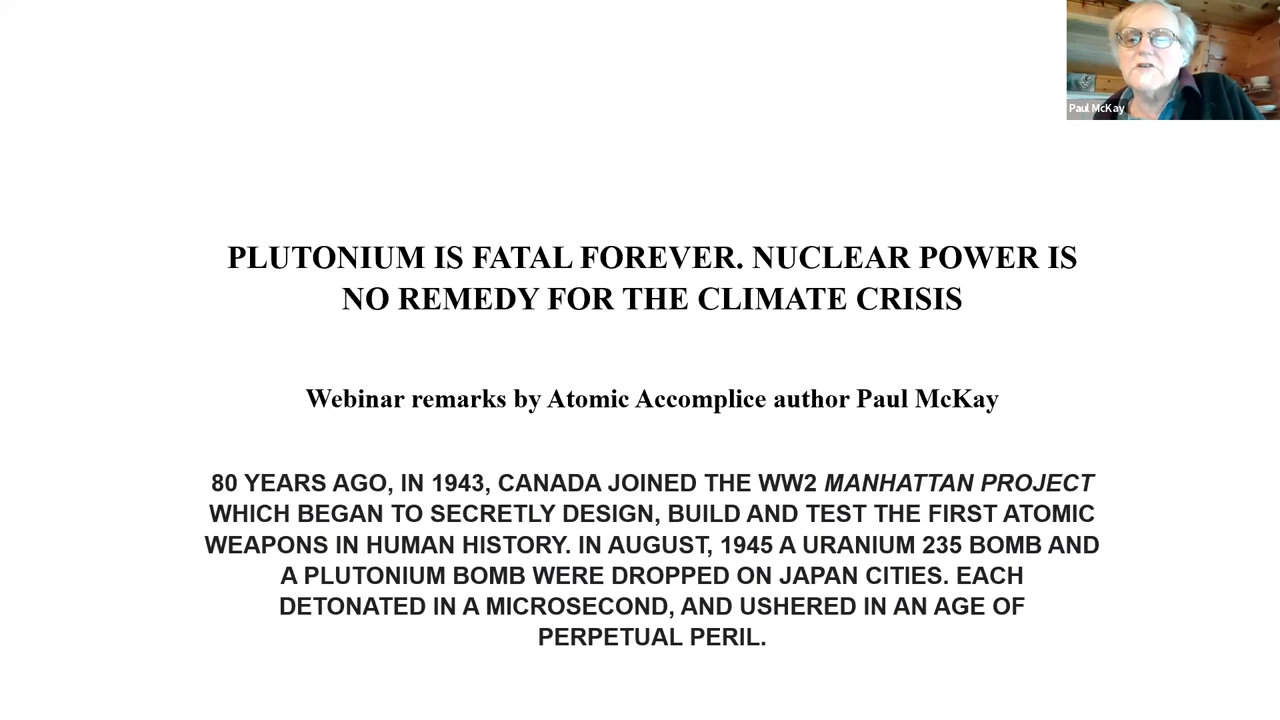 Paul McKay
PLUTONIUM IS FATAL FOREVER. NUCLEAR POWER IS
NO REMEDY FOR THE CLIMATE CRISIS
Webinar remarks by Atomic Accomplice author Paul McKay
80 YEARS AGO, IN 1943, CANADA JOINED THE WW2 MANHATTAN PROJECT
WHICH BEGAN TO SECRETLY DESIGN, BUILD AND TEST THE FIRST ATOMIC
WEAPONS IN HUMAN HISTORY. IN AUGUST, 1945 A URANIUM 235 BOMB AND
A PLUTONIUM BOMB WERE DROPPED ON JAPAN CITIES. EACH
DETONATED IN A MICROSECOND, AND USHERED IN AN AGE OF
PERPETUAL PERIL.